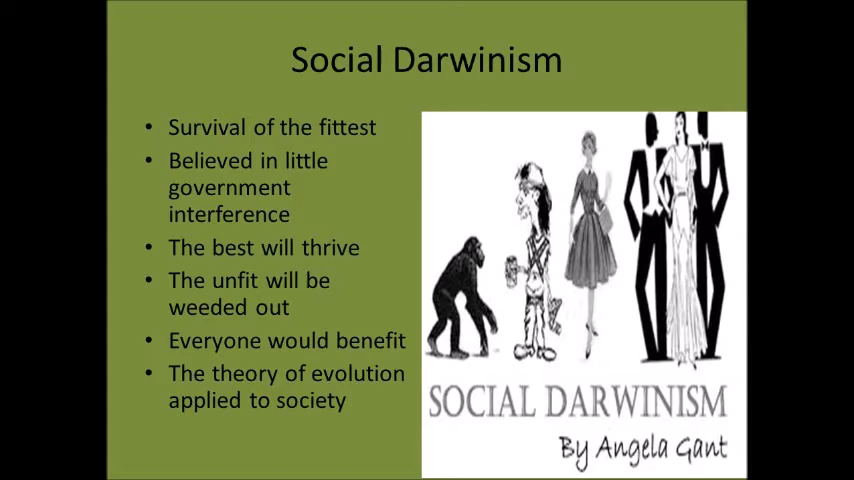 Social Darwinism
• Survival of the fittest
• Believed in little
government
interference
• The best will thrive
• The unfit will be
weeded out
• Everyone would benefit
• The theory of evolution
applied to society
SOCIAL DARWINISM
By Angela Gant